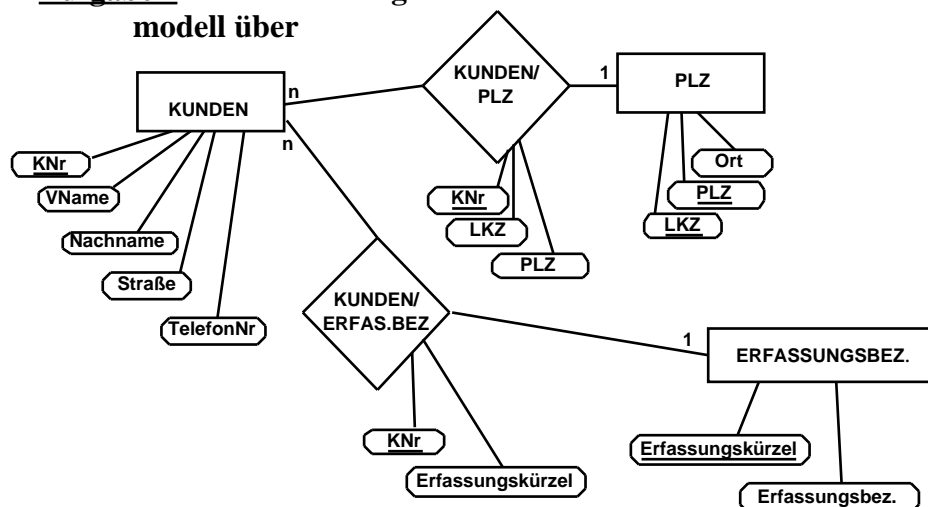 modell über
KUNDEN/
PLZ
1
PLZ
n
KUNDEN
n
KNr
VName
Nachname
Straße
TelefonNr
KNr
LKZ
PLZ
Ort
PLZ
LKZ
KUNDEN/
ERFAS.BEZ
1
ERFASSUNGSBEZ.
KNr
Erfassungskürzel
Erfassungskürzel
Erfassungsbez.